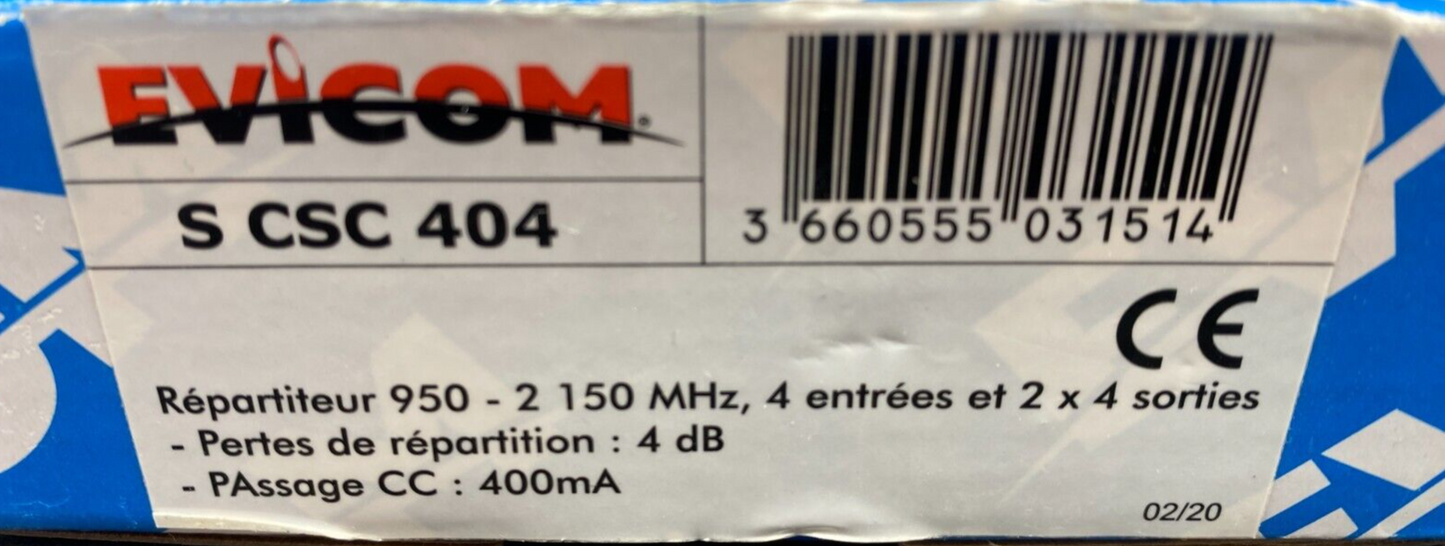 EVICOM
S CSC 404
3 660555 031514
CE
Répartiteur 950 - 2 150 MHz, 4 entrées et 2 x 4 sorties
- Pertes de répartition : 4 dB
- PAssage CC : 400mA
02/20